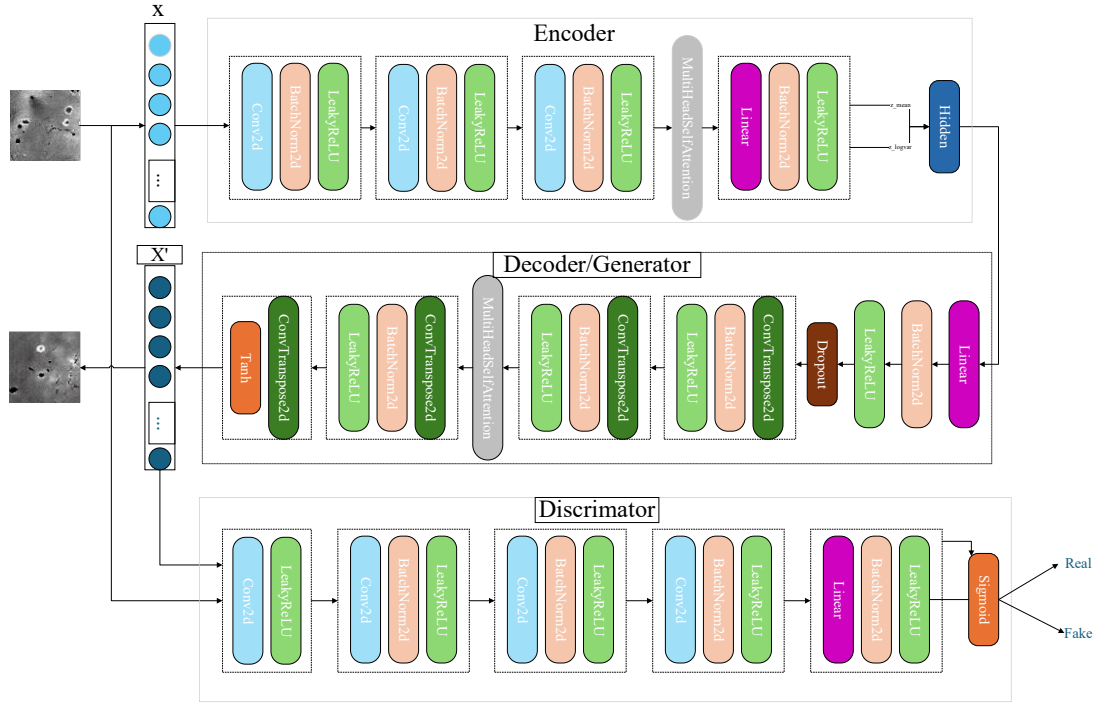 X
Encoder
Conv2d
BatchNorm2d
LeakyReLU
Conv2d
BatchNorm2d
LeakyReLU
Conv2d
BatchNorm2d
LeakyReLU
MultiHeadSelfAttention
Linear
BatchNorm2d
LeakyReLU
z_mean
z_logvar
Hidden
...
X'
Decoder/Generator
Tanh
ConvTranspose2d
LeakyReLU
BatchNorm2d
ConvTranspose2d
MultiHeadSelfAttention
LeakyReLU
BatchNorm2d
ConvTranspose2d
LeakyReLU
BatchNorm2d
ConvTranspose2d
Dropout
LeakyReLU
BatchNorm2d
Linear
...
Discrimator
Conv2d
LeakyReLU
Conv2d
BatchNorm2d
LeakyReLU
Conv2d
BatchNorm2d
LeakyReLU
Conv2d
BatchNorm2d
LeakyReLU
Linear
BatchNorm2d
LeakyReLU
Sigmoid
Real
Fake